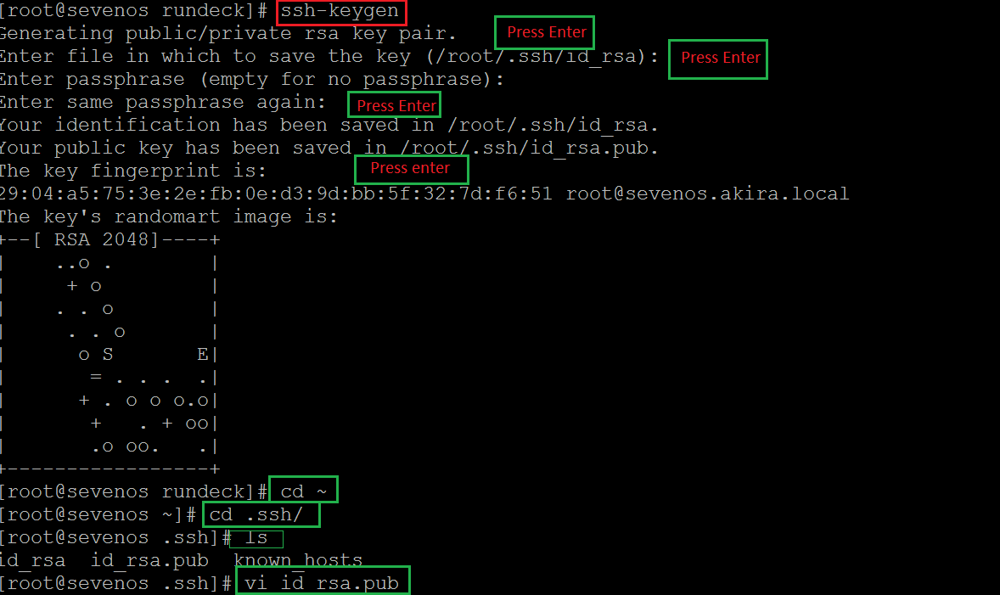 [root@sevenos rundeck]# ssh-keygen
Generating public/private rsa key pair.
Press Enter
Enter file in which to save the key (/root/.ssh/id_rsa):
Press Enter
Enter passphrase (empty for no passphrase):
Enter same passphrase again:
Press Enter
Your identification has been saved in /root/.ssh/id_rsa.
Your public key has been saved in /root/.ssh/id_rsa.pub.
The key fingerprint is:
Press enter
29:04:a5:75:3e:2e:fb:0e:d3:9d:bb:5f:32:7d:f6:51 root@sevenos.akira.local
The key's randomart image is:
+--[ RSA 2048]----+
|    ..o .        |
|     + o         |
|    . . o        |
|     . . o       |
|      o S       E|
|       = . . .  .|
|      + . o o o.o|
|       +   . + oo|
|       .o oo.   .|
+-----------------+
[root@sevenos rundeck]# cd ~
[root@sevenos ~]# cd .ssh/
[root@sevenos .ssh]# ls
id_rsa  id_rsa.pub  known_hosts
[root@sevenos .ssh]# vi id_rsa.pub